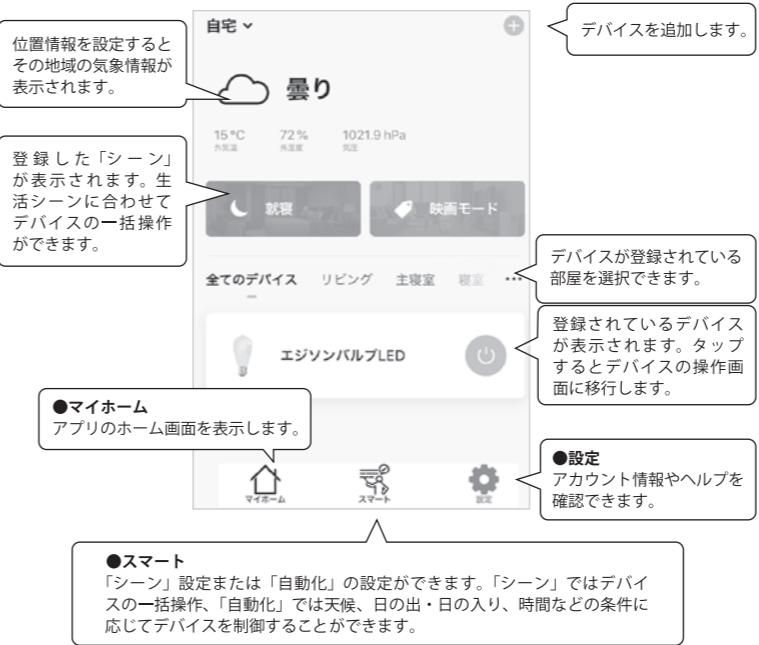 自宅
デバイスを追加します。
位置情報を設定すると
その地域の気象情報が
表示されます。
曇り
15℃
72%
1021.9 hPa
外気温
外湿度
気圧
登録した「シーン」
が表示されます。生
活シーンに合わせて
デバイスの一括操作
ができます。
就寝
映画モード
デバイスが登録されている
部屋を選択できます。
全てのデバイス
リビング
主寝室
寝室
•••
登録されているデバイス
が表示されます。タップ
するとデバイスの操作画
面に移行します。
エジソンバルブLED
●マイホーム
アプリのホーム画面を表示します。
●設定
アカウント情報やヘルプを
確認できます。
マイホーム
スマート
設定
●スマート
「シーン」設定または「自動化」の設定ができます。「シーン」ではデバイ
スの一括操作、「自動化」では天候、日の出・日の入り、時間などの条件に
応じてデバイスを制御することができます。